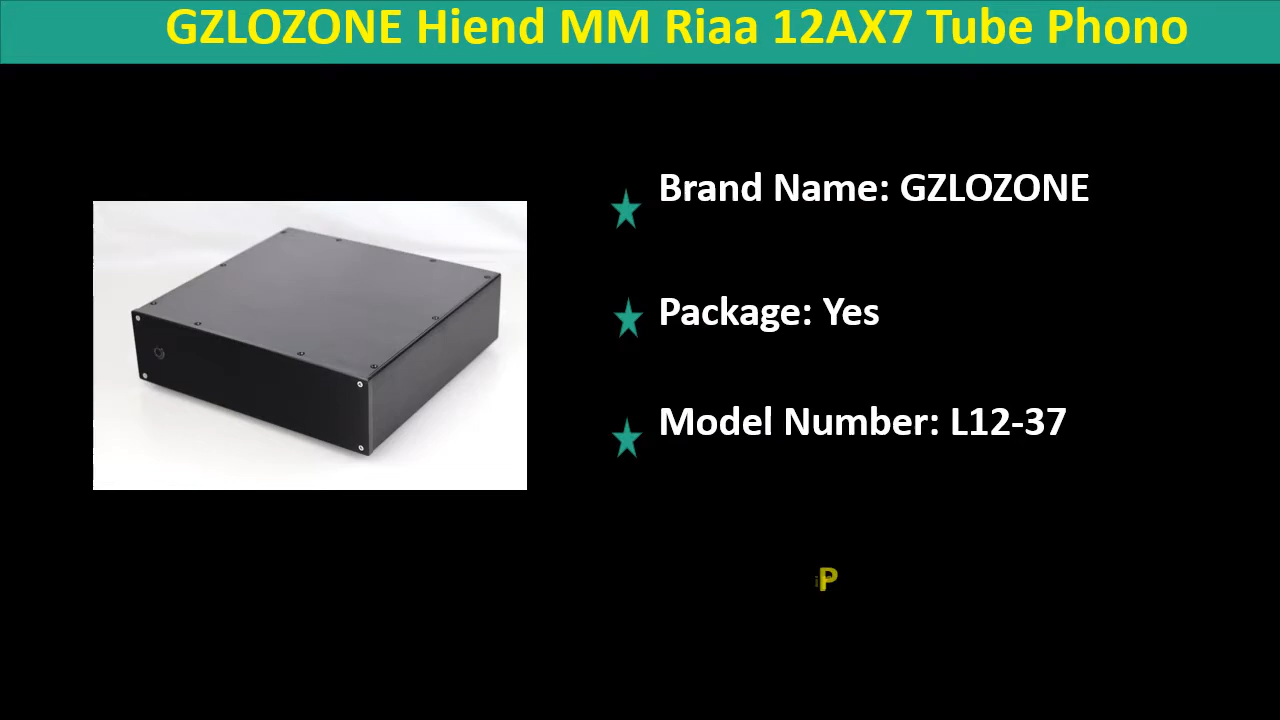 GZLOZONE Hiend MM Riaa 12AX7 Tube Phono
Brand Name: GZLOZONE
Package: Yes
Model Number: L12-37
P